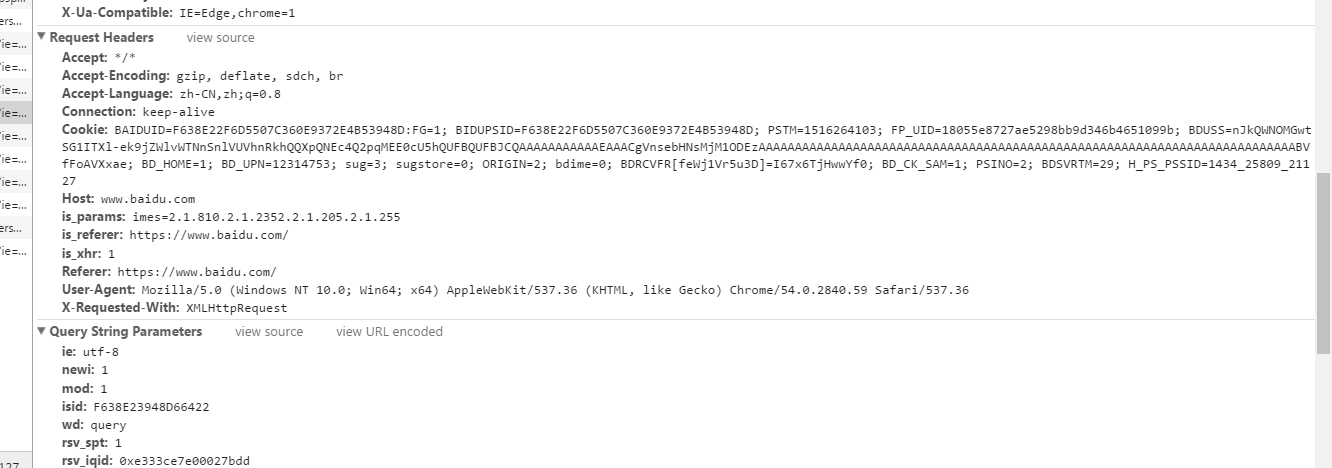 X-Ua-Compatible: IE=Edge,chrome=1
Request Headers view source
Accept: */*
Accept-Encoding: gzip, deflate, sdch, br
Accept-Language: zh-CN,zh;q=0.8
Connection: keep-alive
Cookie: BAIDUID=F638E22F6D5507C360E9372E4B53948D:FG=1; BIDUPSID=F638E22F6D5507C360E9372E4B53948D; PSTM=1516264103; FP_UID=18055e8727ae5298bb9d346b4651099b; BDUSS=nJkQWNOMGwt
fFoAVXxae; BD_HOME=1; BD_UPN=12314753; sug=3; sugstore=0; ORIGIN=2; bdime=0; BDRCVFR[feWj1Vr5u3D]=I67x6TjHwwYf0; BD_CK_SAM=1; PSINO=2; BDSVRTM=29; H_PS_PSSID=1434_25809_211
27
Host: www.baidu.com
is_params: imes=2.1.810.2.1.2352.2.1.205.2.1.255
is_referer: https://www.baidu.com/
is_xhr: 1
Referer: https://www.baidu.com/
User-Agent: Mozilla/5.0 (Windows NT 10.0; Win64; x64) AppleWebKit/537.36 (KHTML, like Gecko) Chrome/54.0.2840.59 Safari/537.36
X-Requested-With: XMLHttpRequest
Query String Parameters view source view URL encoded
ie: utf-8
newi: 1
mod: 1
isid: F638E23948D66422
wd: query
rsv_spt: 1
rsv_iqid: 0xe333ce7e00027bdd